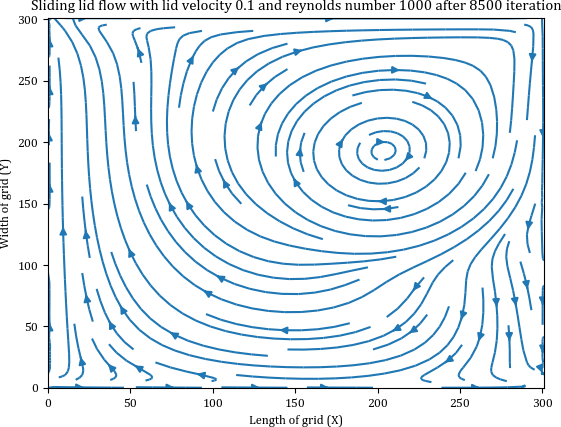 Sliding lid flow with lid velocity 0.1 and reynolds number 1000 after 8500 iteration
300
250
200
150
100
50
0
Width of grid (Y)
0 50 100 150 200 250 300
Length of grid (X)